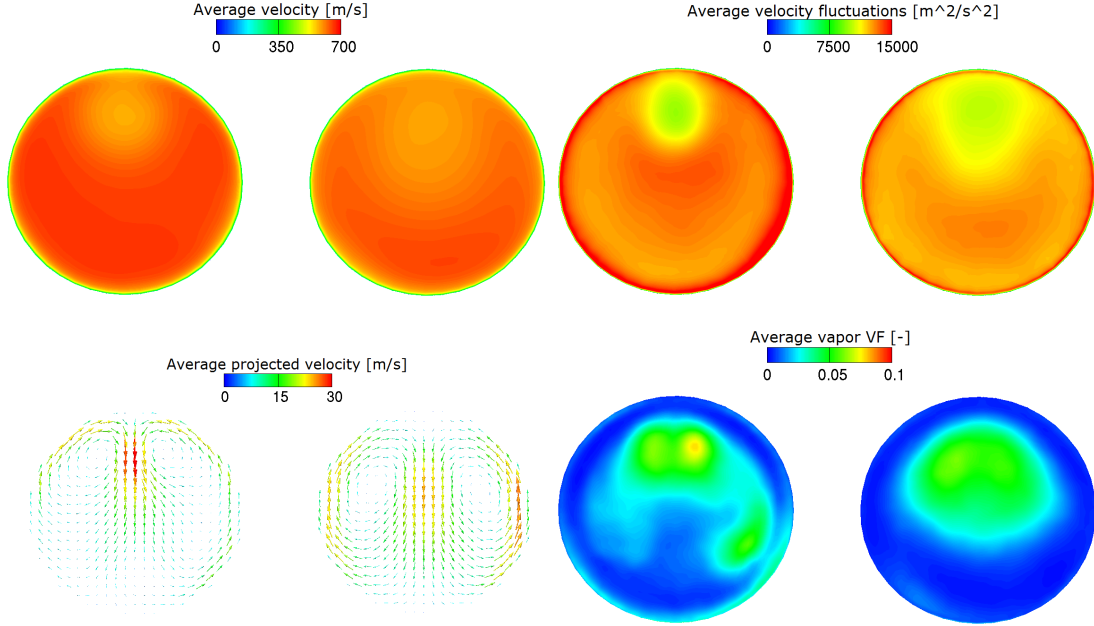 Average velocity [m/s]
0 350 700
Average velocity fluctuations [m^2/s^2]
0 7500 15000
Average projected velocity [m/s]
0 15 30
Average vapor VF [-]
0 0.05 0.1